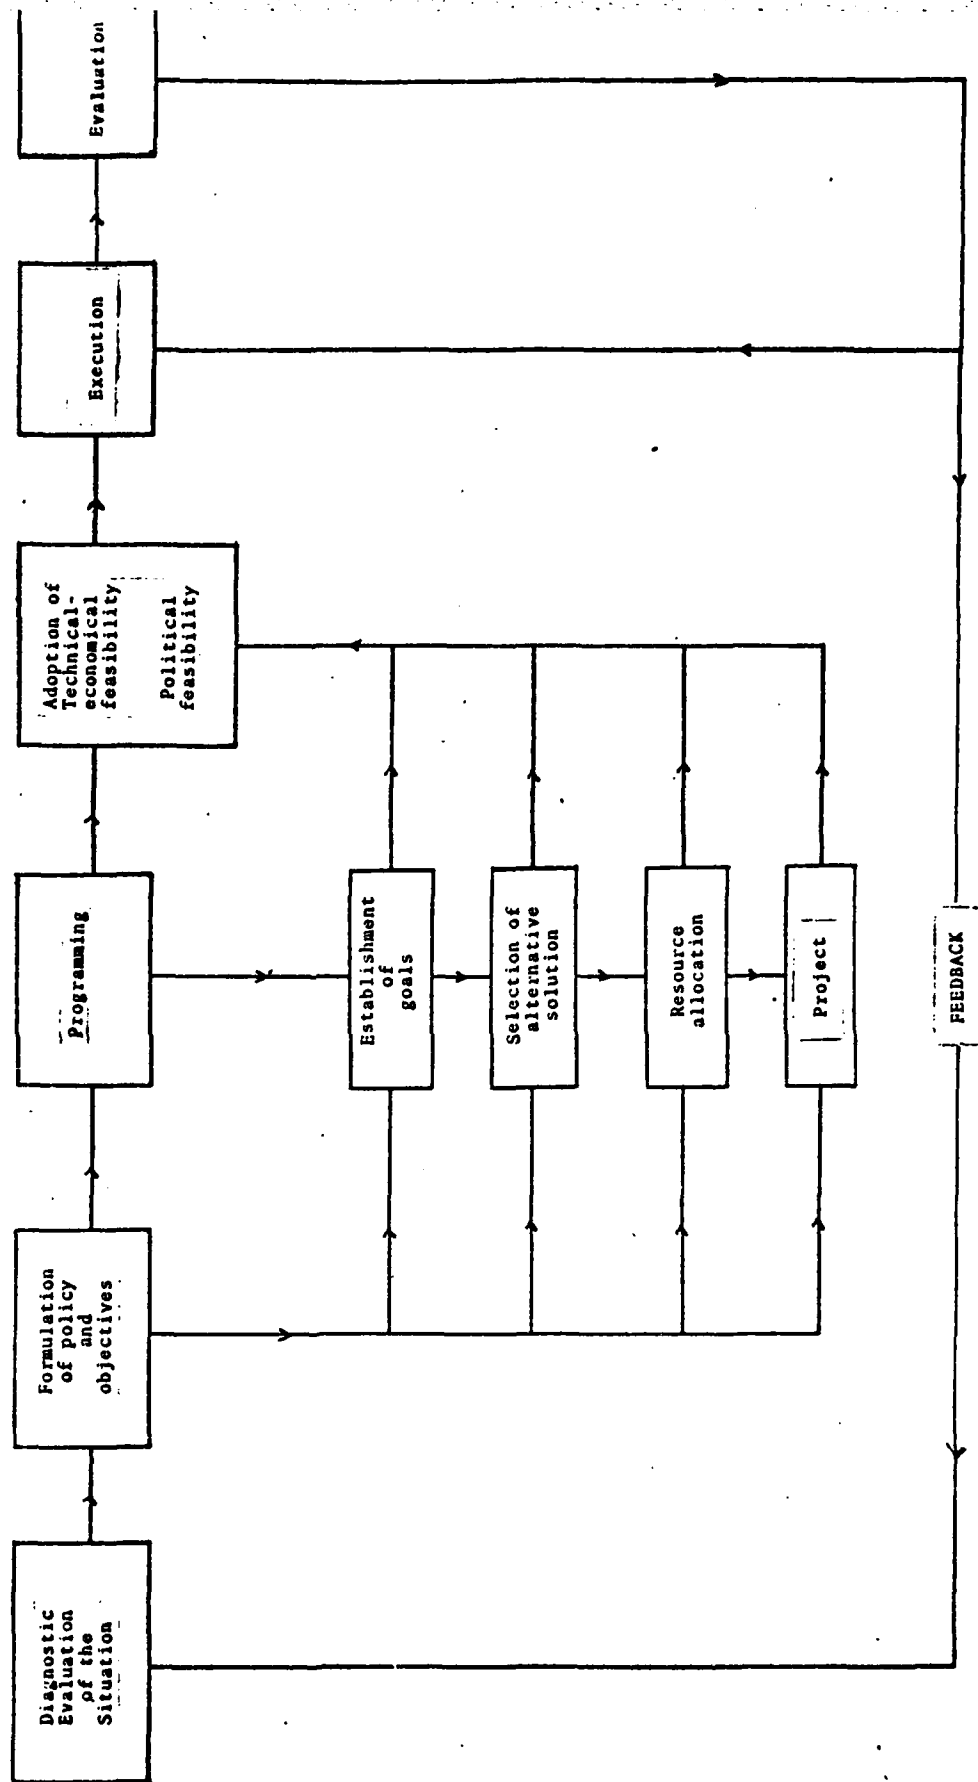 Diagnostic
Evaluation
of the
Situation
Formulation
of policy
and
objectives
Programming
Adoption of
Technical-
economical
feasibility
Political
feasibility
Execution
Evaluation
Establishment
of
goals
Selection of
alternative
solution
Resource
allocation
Project
FEEDBACK